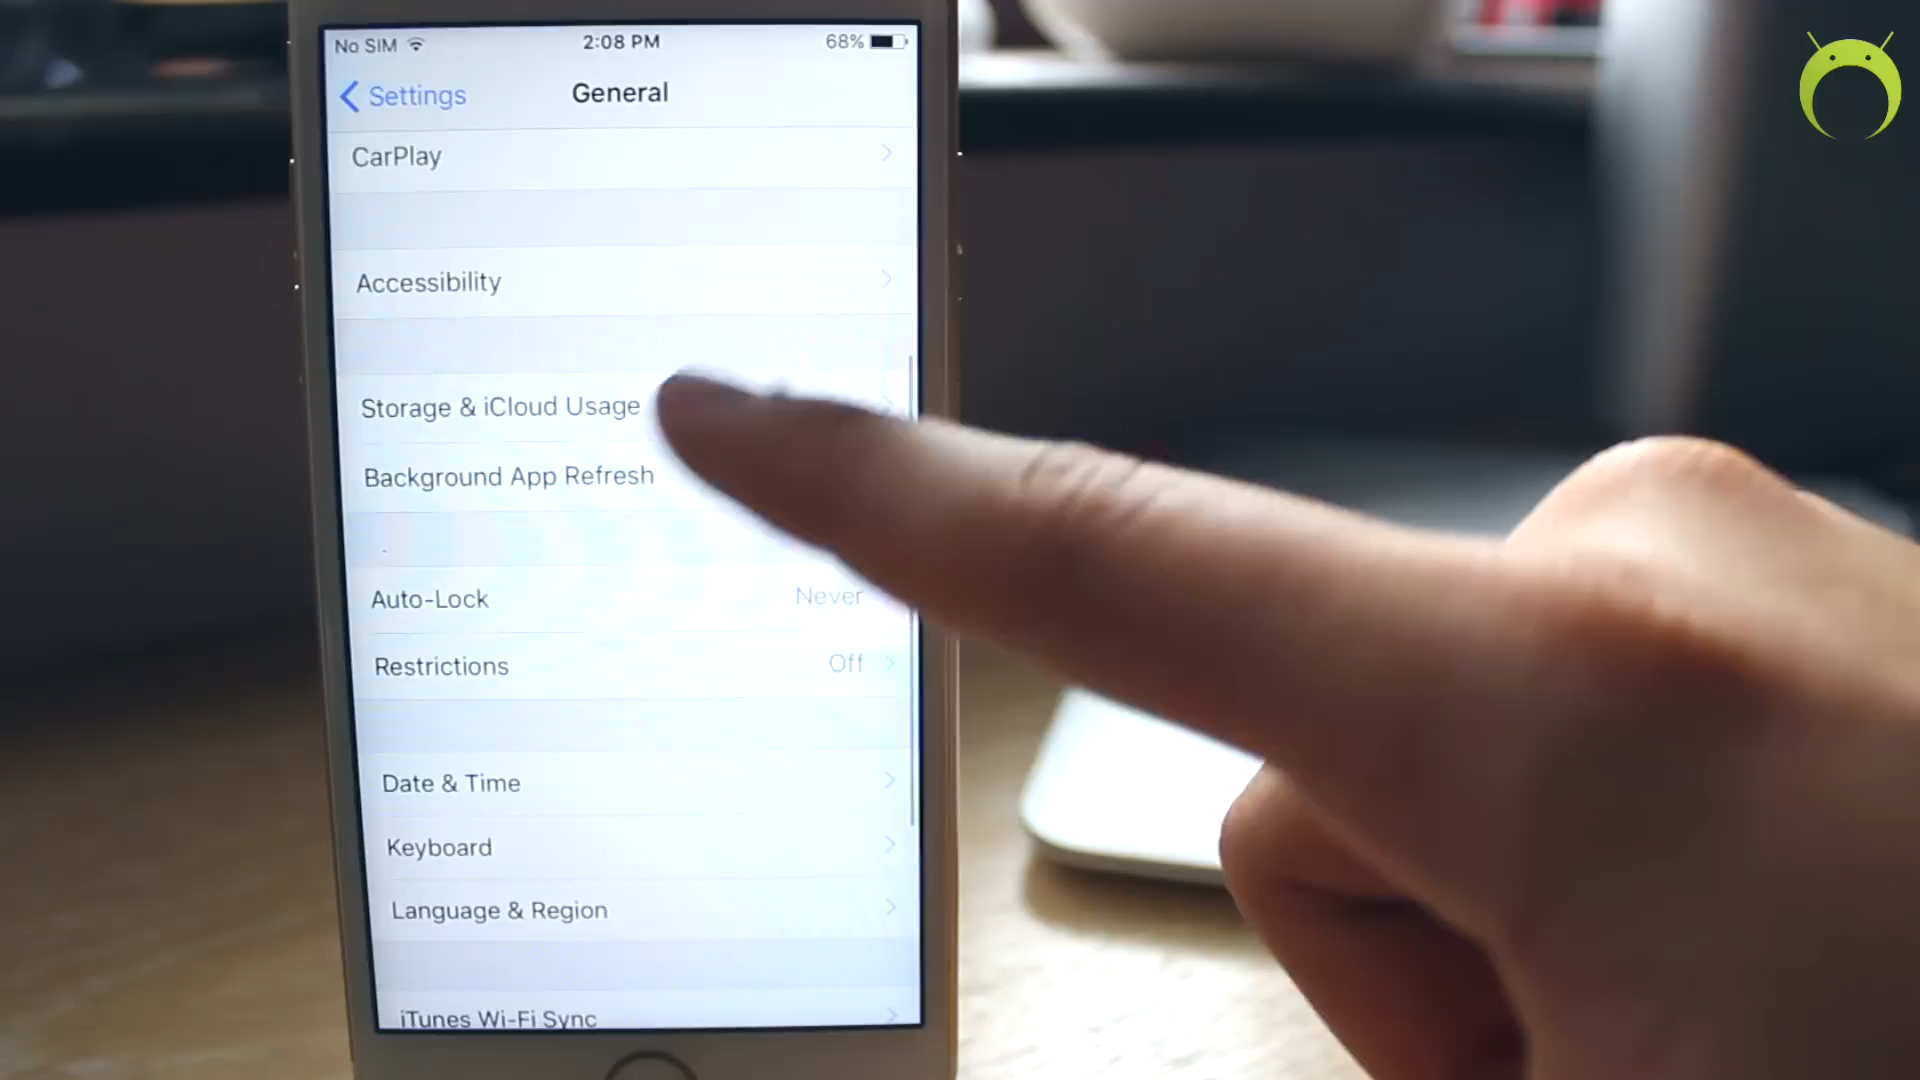 No SIM 2:08 PM 68%
Settings General
CarPlay
Accessibility
Storage & iCloud Usage
Background App Refresh
Auto-Lock Never
Restrictions Off
Date & Time
Keyboard
Language & Region
iTunes Wi-Fi Sync